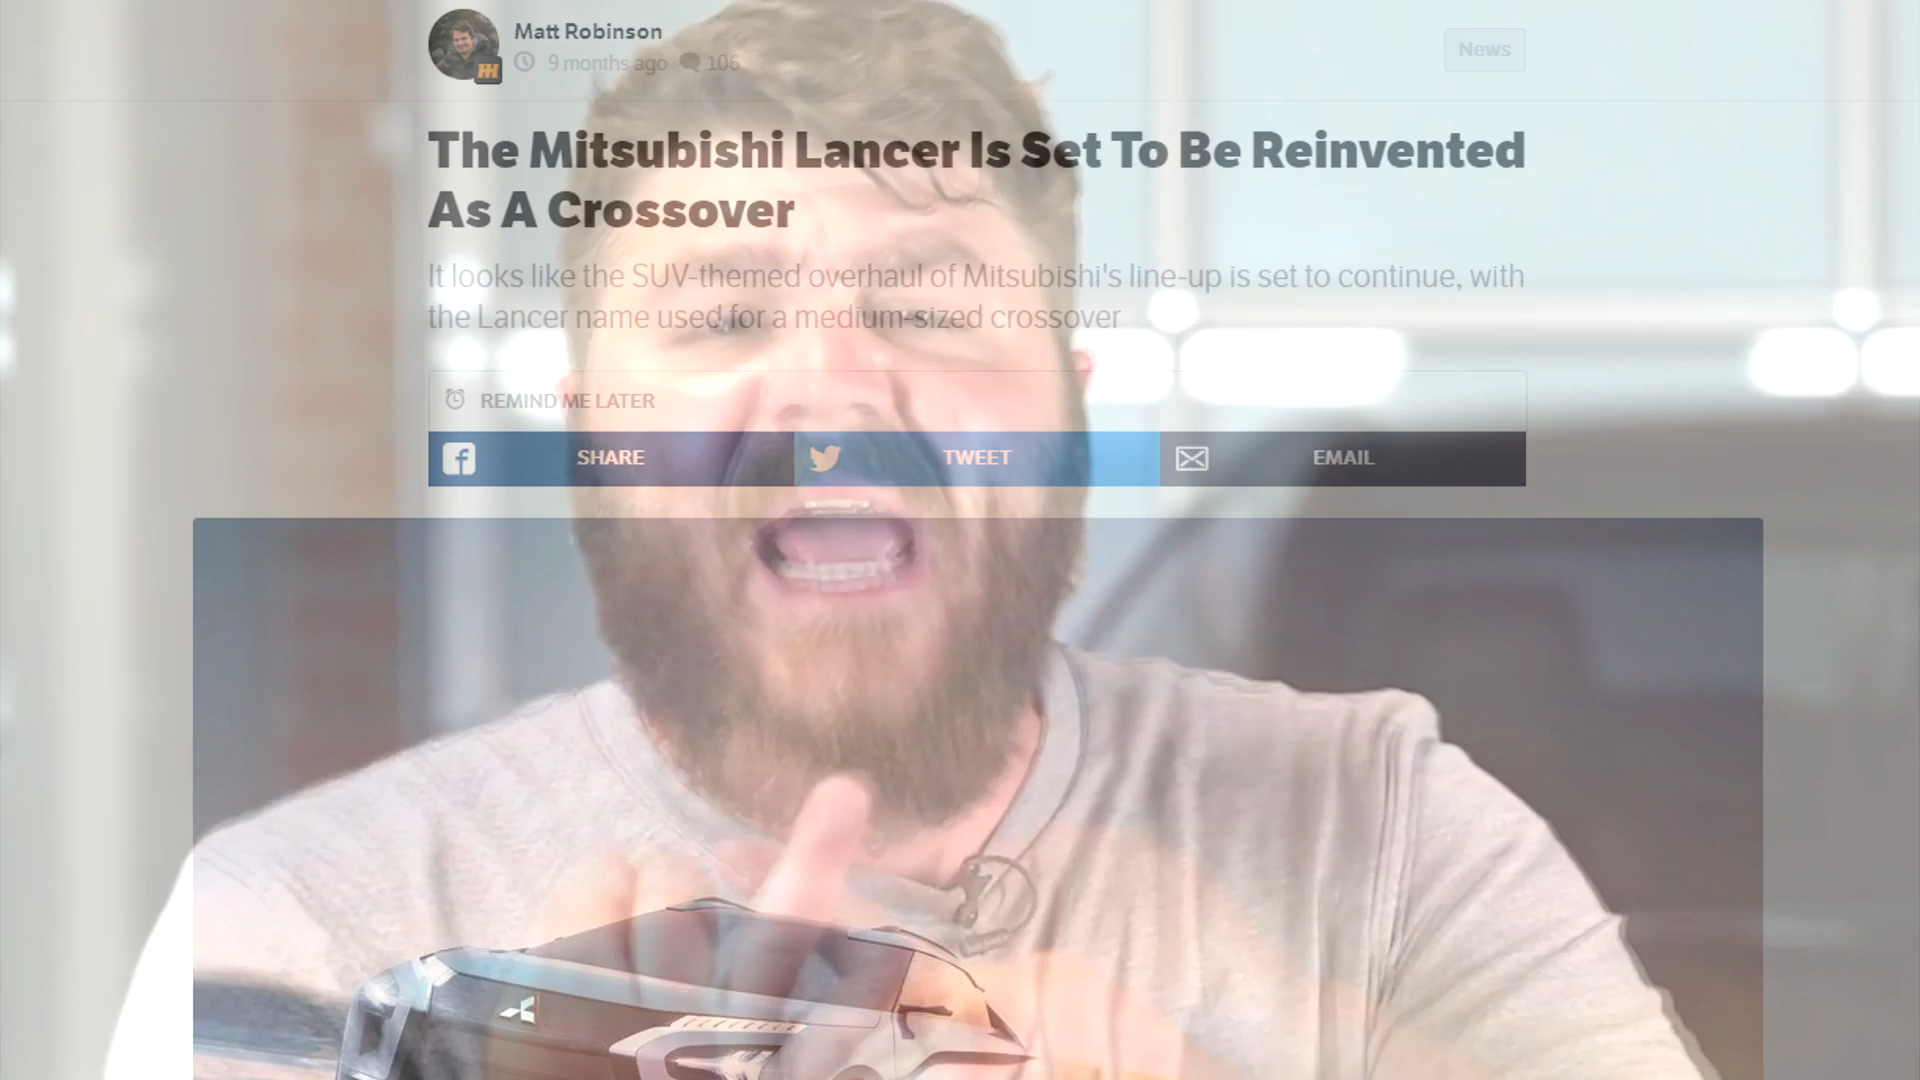 Matt Robinson
9 months ago 106
News
The Mitsubishi Lancer Is Set To Be Reinvented
As A Crossover
It looks like the SUV-themed overhaul of Mitsubishi's line-up is set to continue, with
the Lancer name used for a medium-sized crossover
REMIND ME LATER
SHARE
TWEET
EMAIL